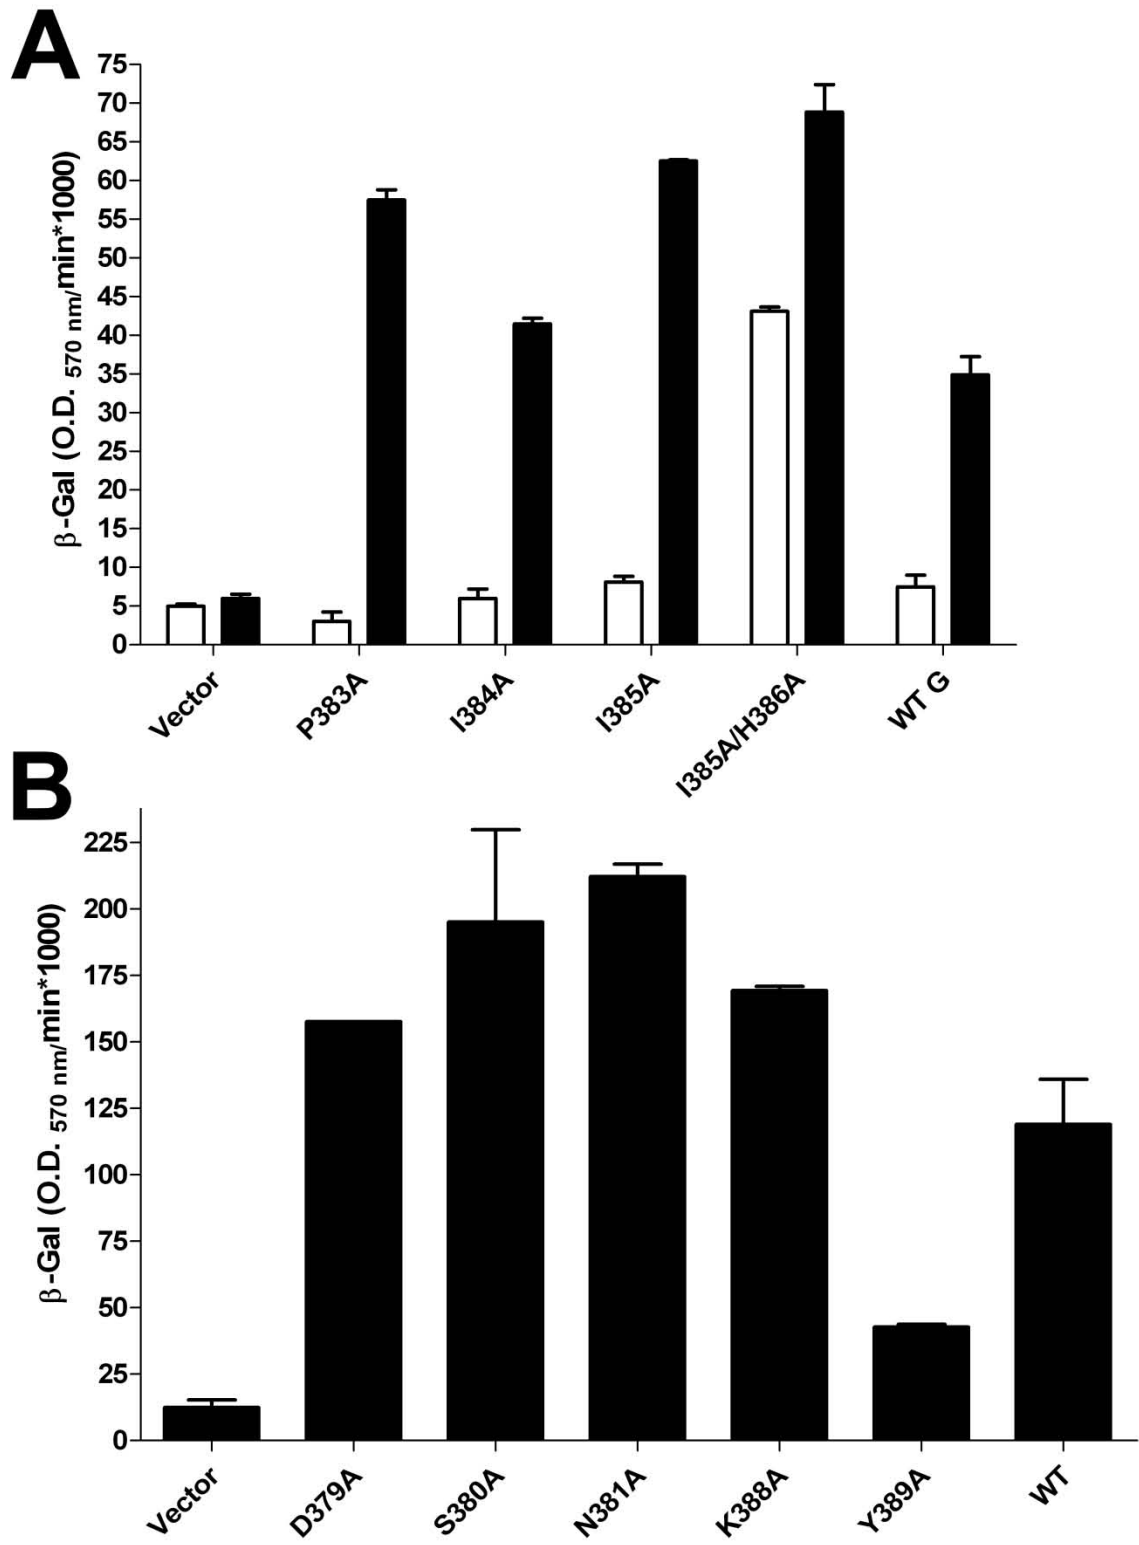 A
β-Gal (O.D. 570 nm/min*1000)
75
70
65
60
55
50
45
40
35
30
25
20
15
10
5
0
Vector
P383A
I384A
I385A
I385A/H386A
WT G
B
β-Gal (O.D. 570 nm/min*1000)
225
200
175
150
125
100
75
50
25
0
Vector
D379A
S380A
N381A
K388A
Y389A
WT